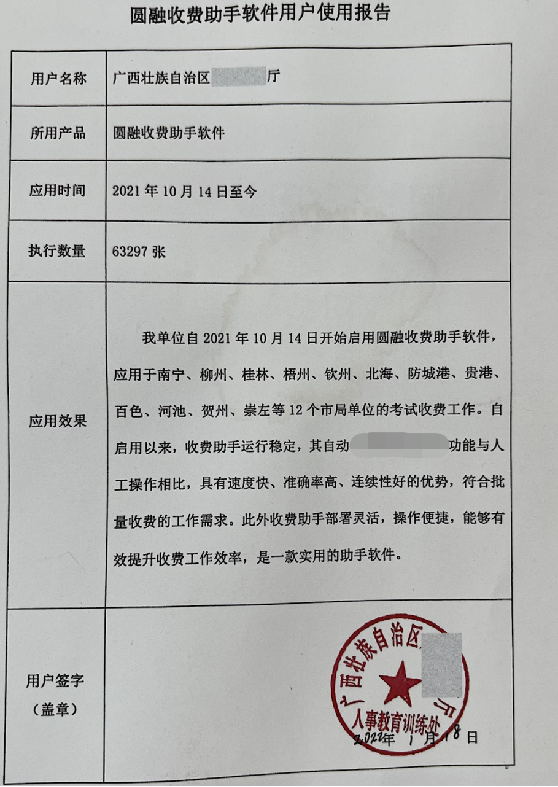 圆融收费助手软件用户使用报告
用户名称
广西壮族自治区 厅
所用产品
圆融收费助手软件
应用时间
2021 年 10 月 14 日至今
执行数量
63297 张
应用效果
我单位自 2021 年 10 月 14 日开始启用圆融收费助手软件，
应用于南宁、柳州、桂林、梧州、钦州、北海、防城港、贵港、
百色、河池、贺州、崇左等 12 个市局单位的考试收费工作。自
启用以来，收费助手运行稳定，其自动 功能与人
工操作相比，具有速度快、准确率高、连续性好的优势，符合批
量收费的工作需求。此外收费助手部署灵活，操作便捷，能够有
效提升收费工作效率，是一款实用的助手软件。
用户签字
（盖章）
广西壮族自治区 厅
人事教育训练处
2022年 1 月 18 日